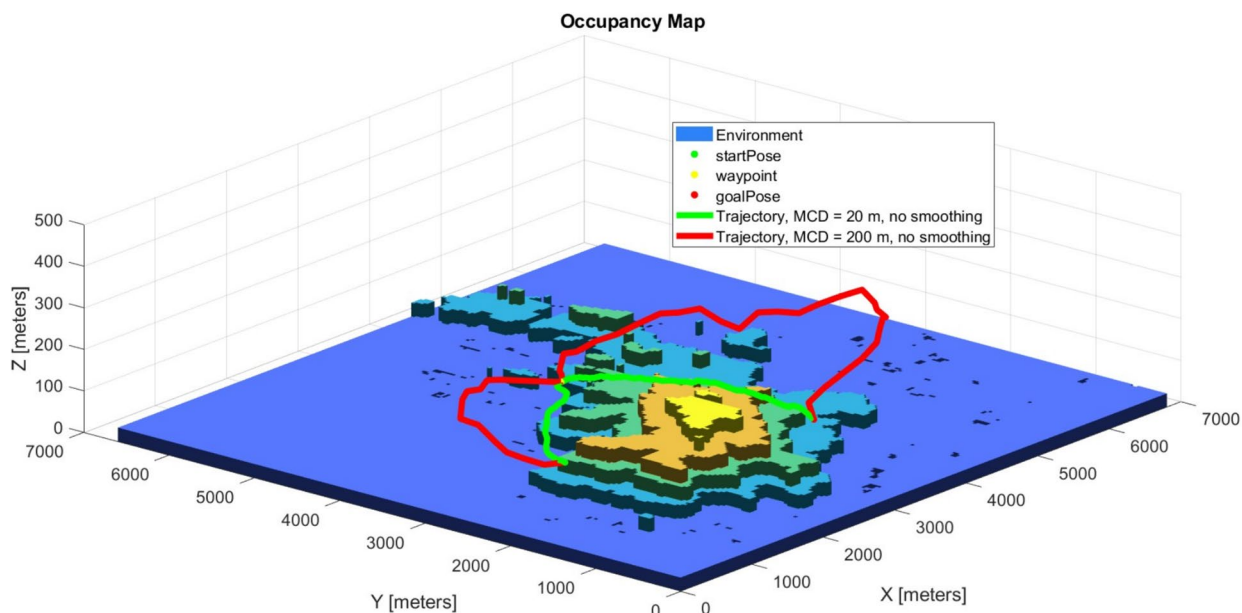 Occupancy Map
Environment
startPose
waypoint
goalPose
Trajectory, MCD = 20 m, no smoothing
Trajectory, MCD = 200 m, no smoothing
Z [meters]
500
400
300
200
100
0
7000
6000
5000
4000
3000
2000
1000
0
Y [meters]
0
1000
2000
3000
4000
5000
6000
7000
X [meters]